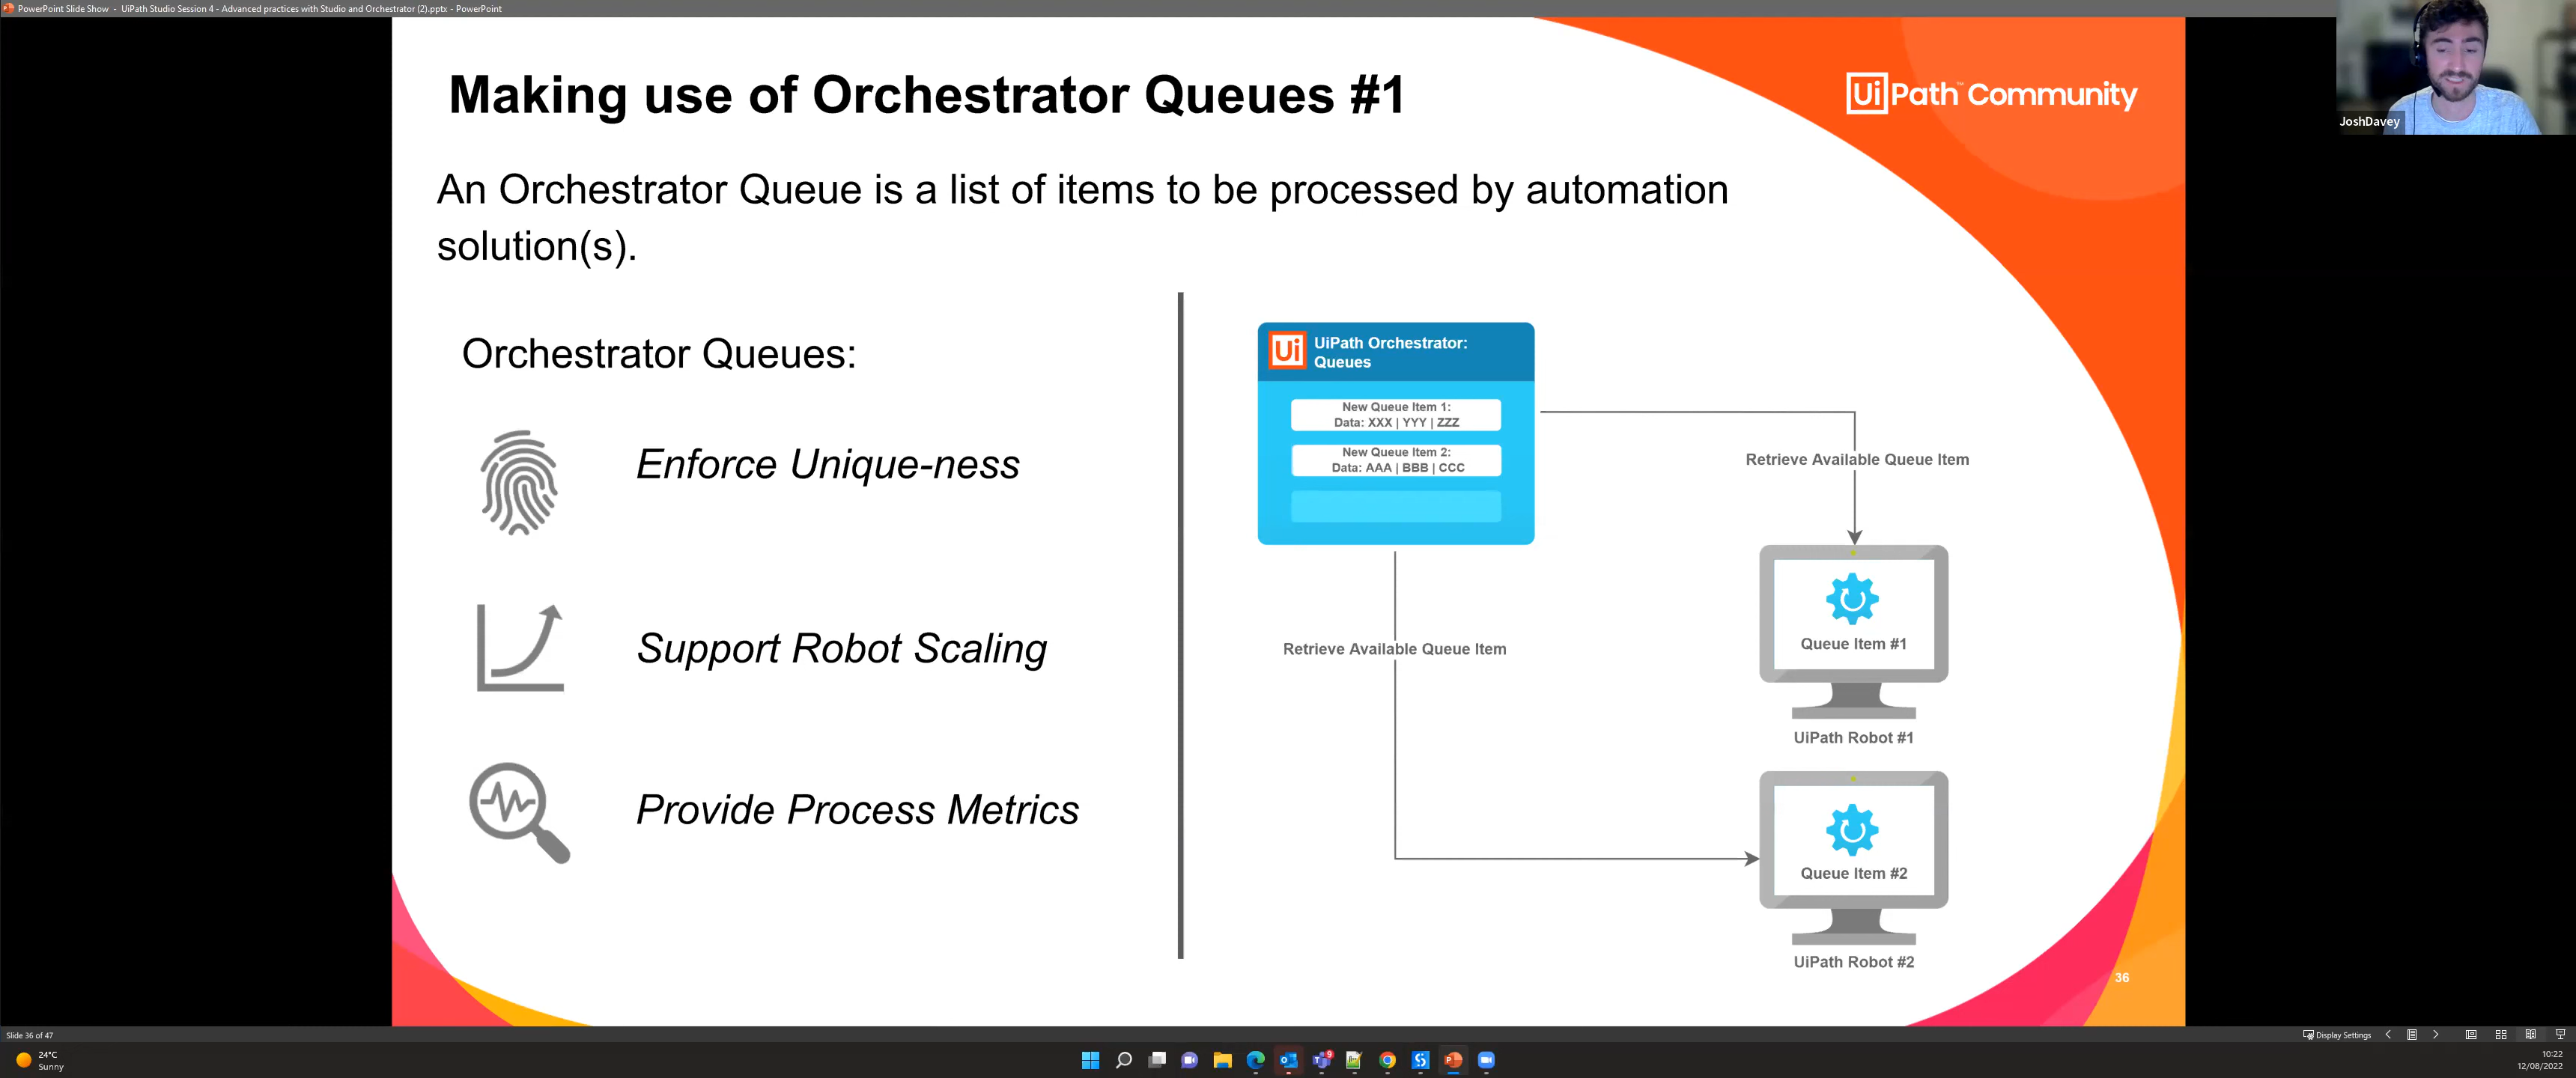 PowerPoint Slide Show - UiPath Studio Session 4 - Advanced practices with Studio and Orchestrator (2).pptx - PowerPoint
Making use of Orchestrator Queues #1
UiPath Community
JoshDavey
An Orchestrator Queue is a list of items to be processed by automation
solution(s).
Orchestrator Queues:
Enforce Unique-ness
Support Robot Scaling
Provide Process Metrics
Ui
UiPath Orchestrator:
Queues
New Queue Item 1:
Data: XXX | YYY | ZZZ
New Queue Item 2:
Data: AAA | BBB | CCC
Retrieve Available Queue Item
Queue Item #1
UiPath Robot #1
Retrieve Available Queue Item
Queue Item #2
UiPath Robot #2
36
Slide 36 of 47
Display Settings
24°C
Sunny
9
10:22
12/08/2022